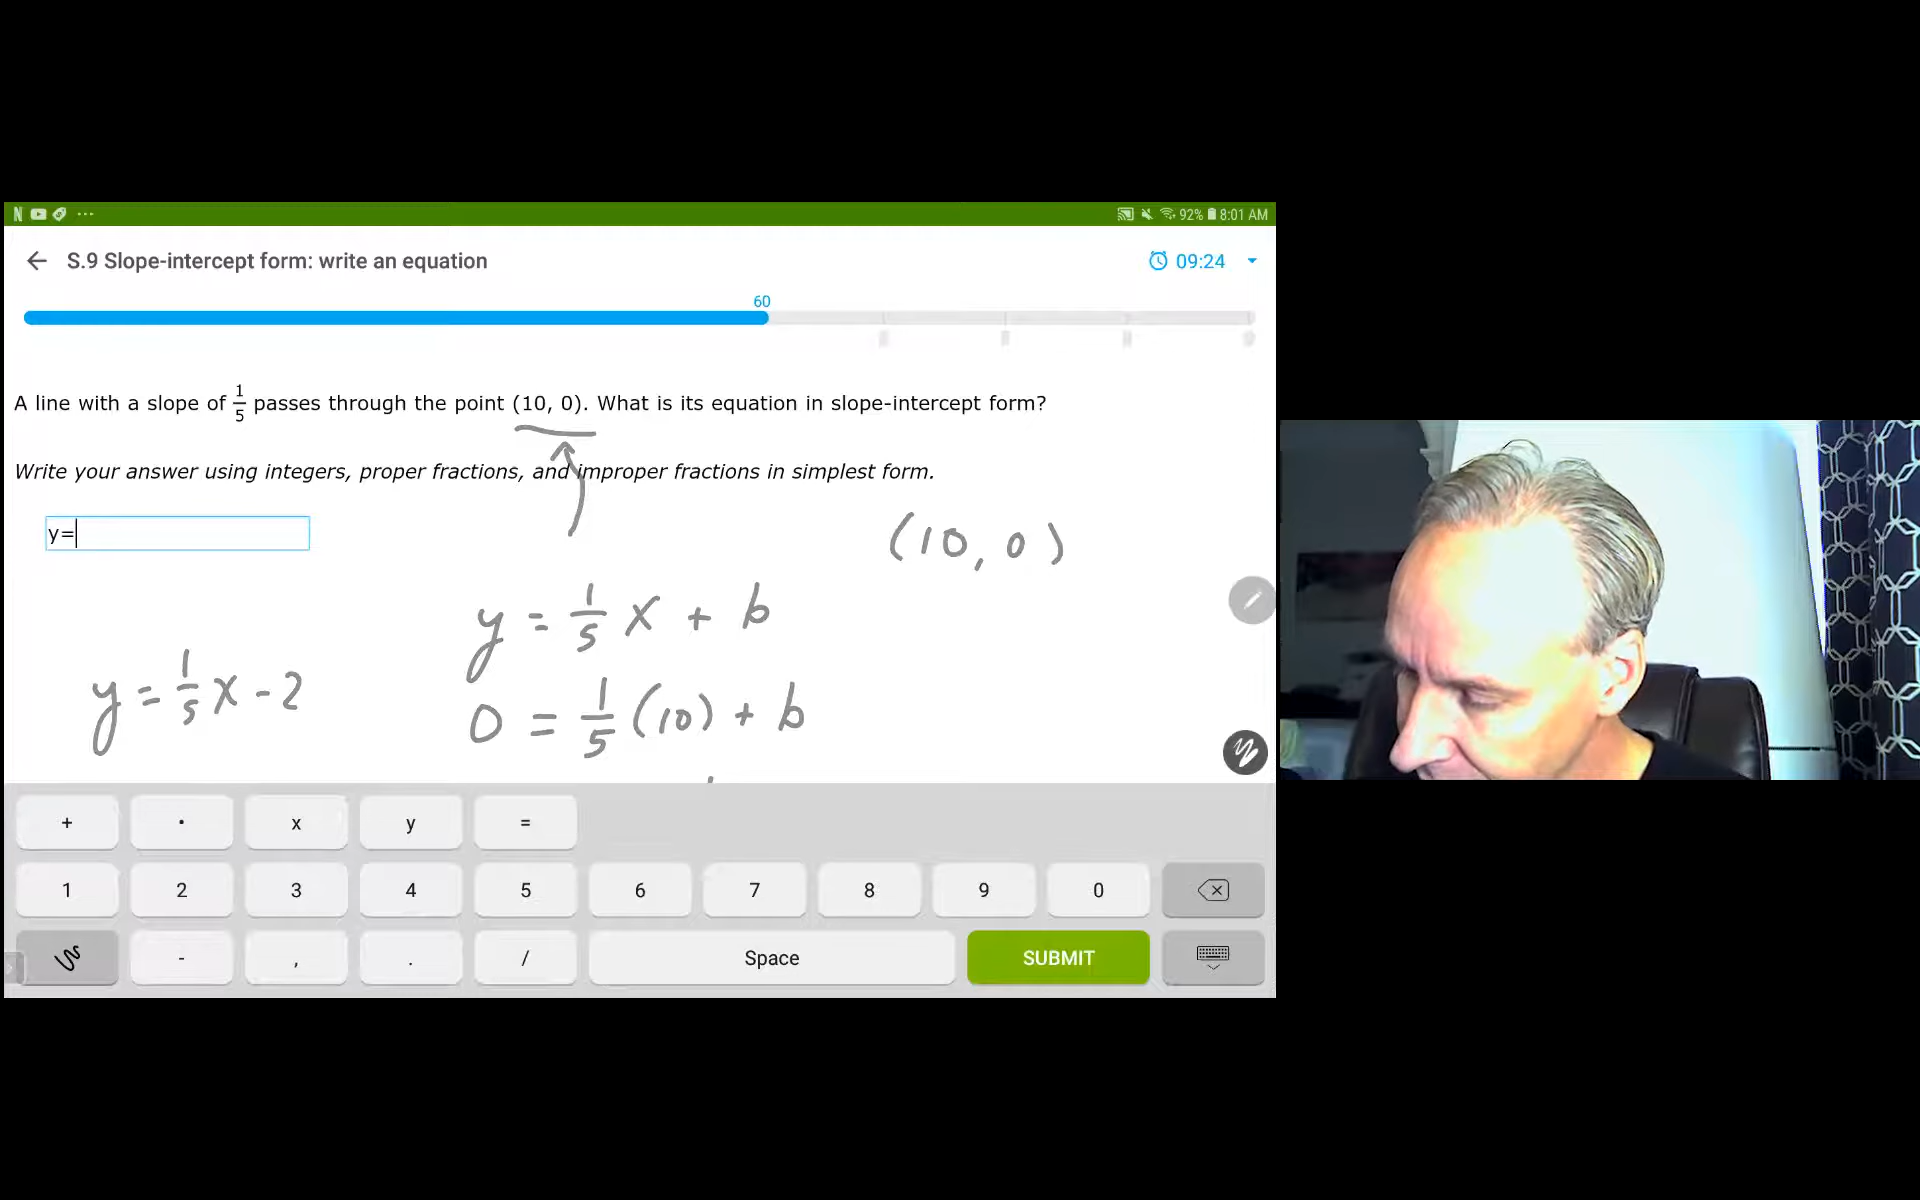 92% 8:01 AM
S.9 Slope-intercept form: write an equation
09:24
60
A line with a slope of 1/5 passes through the point (10, 0). What is its equation in slope-intercept form?
Write your answer using integers, proper fractions, and improper fractions in simplest form.
y=
(10, 0)
y = 1/5 x + b
y = 1/5 x - 2
0 = 1/5 (10) + b
+ · x y =
1 2 3 4 5 6 7 8 9 0
- , . / Space SUBMIT